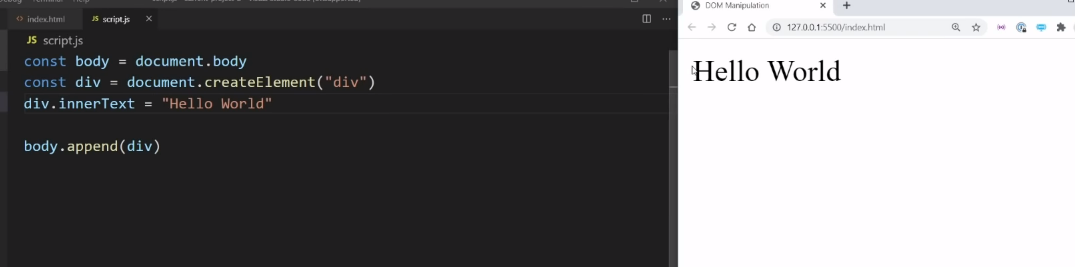 index.html
JS script.js
JS script.js
const body = document.body
const div = document.createElement("div")
div.innerText = "Hello World"
body.append(div)
DOM Manipulation
127.0.0.1:5500/index.html
Hello World